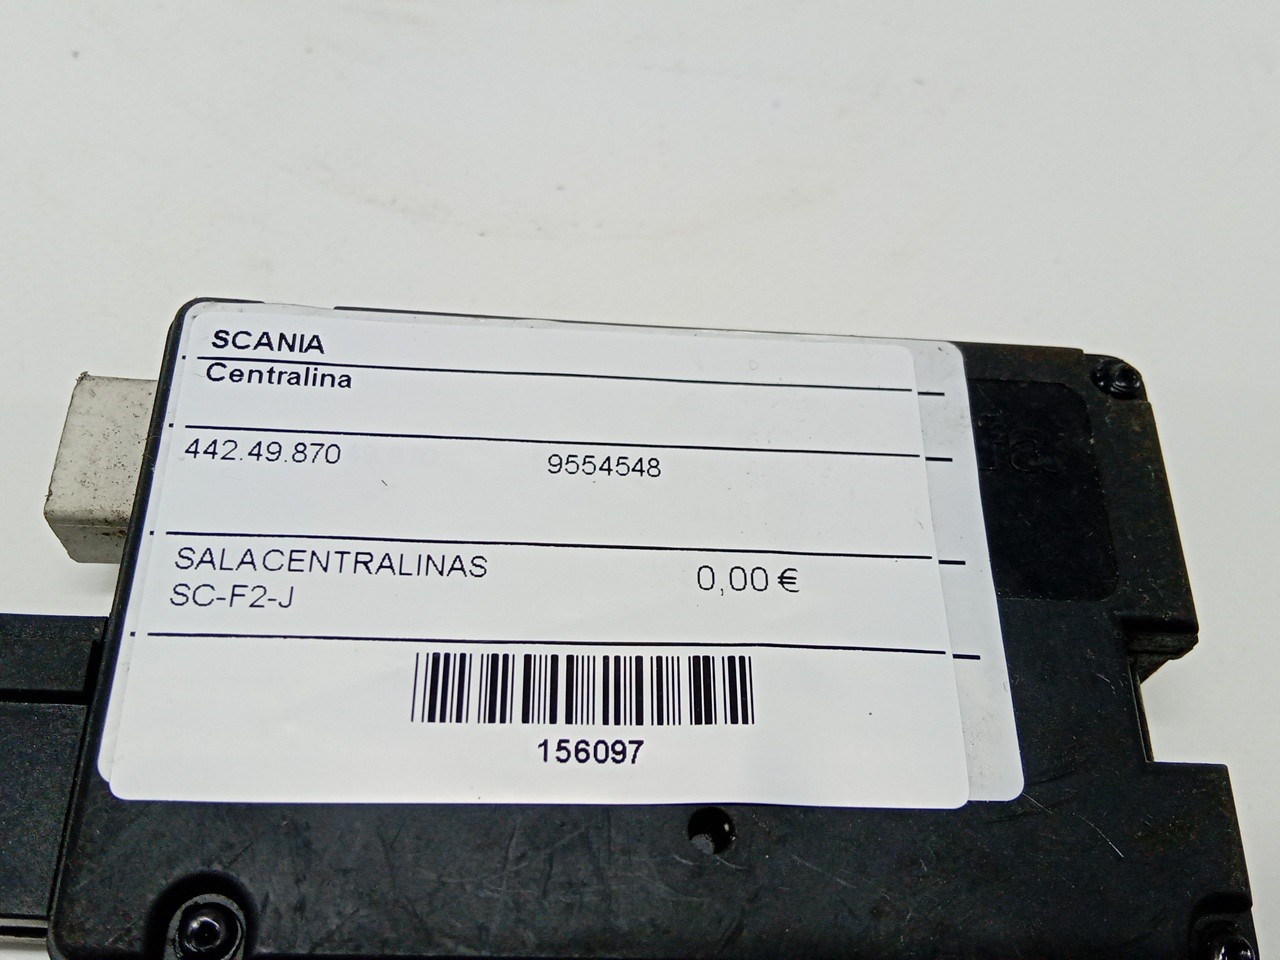 SCANIA
Centralina
442.49.870 9554548
SALACENTRALINAS 0,00 €
SC-F2-J
156097